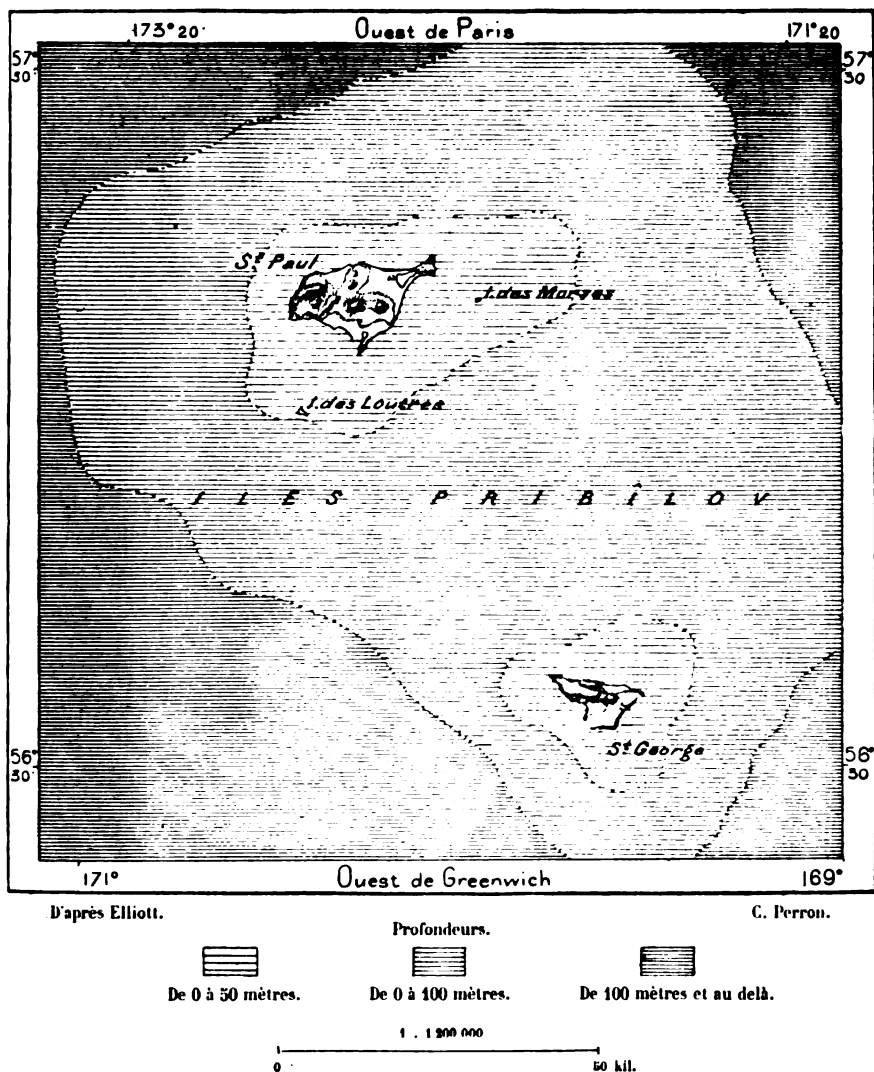 173° 20 Ouest de Paris 171° 20
57° 30' 57° 30'
St Paul
I. des Morses
I. des Loutres
ILES PRIBÎLOV
St George
56° 30' 56° 30
171° Ouest de Greenwich 169°
D'après Elliott. C. Perron.
Profondeurs.
De 0 à 50 mètres. De 0 à 100 mètres. De 100 mètres et au delà.
1 : 1 200 000
0 50 kil.